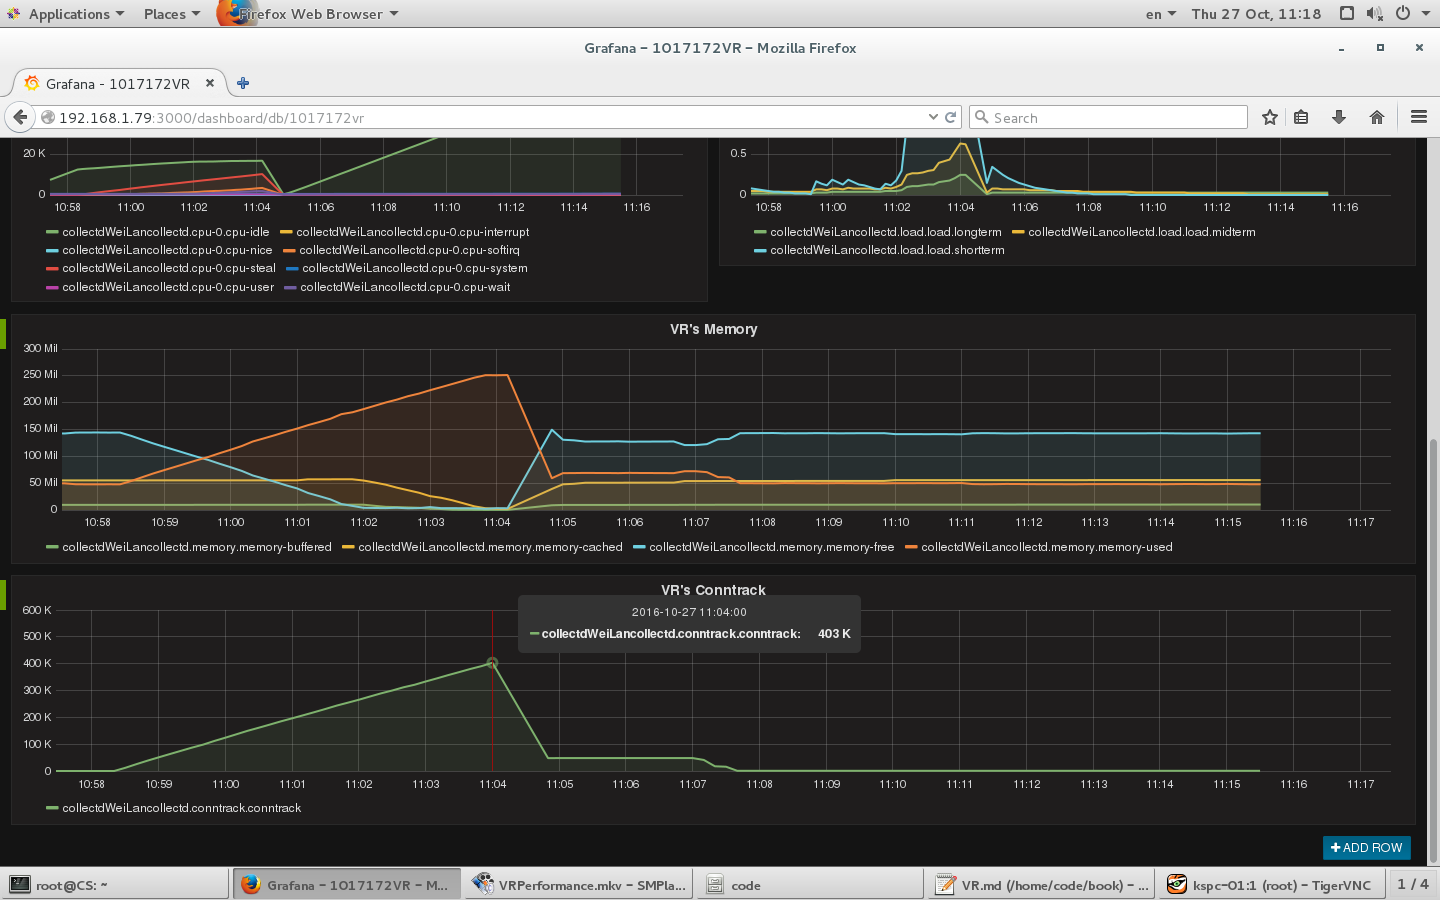 Applications Places Firefox Web Browser en Thu 27 Oct, 11:18
Grafana - 1017172VR - Mozilla Firefox
Grafana - 1017172VR
192.168.1.79:3000/dashboard/db/1017172vr Search
20 K
0
10:58 11:00 11:02 11:04 11:06 11:08 11:10 11:12 11:14 11:16
collectdWeiLancollectd.cpu-0.cpu-idle collectdWeiLancollectd.cpu-0.cpu-interrupt
collectdWeiLancollectd.cpu-0.cpu-nice collectdWeiLancollectd.cpu-0.cpu-softirq
collectdWeiLancollectd.cpu-0.cpu-steal collectdWeiLancollectd.cpu-0.cpu-system
collectdWeiLancollectd.cpu-0.cpu-user collectdWeiLancollectd.cpu-0.cpu-wait
0.5
0
10:58 11:00 11:02 11:04 11:06 11:08 11:10 11:12 11:14 11:16
collectdWeiLancollectd.load.load.longterm collectdWeiLancollectd.load.load.midterm
collectdWeiLancollectd.load.load.shortterm
VR's Memory
300 Mil
250 Mil
200 Mil
150 Mil
100 Mil
50 Mil
0
10:58 10:59 11:00 11:01 11:02 11:03 11:04 11:05 11:06 11:07 11:08 11:09 11:10 11:11 11:12 11:13 11:14 11:15 11:16 11:17
collectdWeiLancollectd.memory.memory-buffered collectdWeiLancollectd.memory.memory-cached collectdWeiLancollectd.memory.memory-free collectdWeiLancollectd.memory.memory-used
VR's Conntrack
2016-10-27 11:04:00
collectdWeiLancollectd.conntrack.conntrack: 403 K
600 K
500 K
400 K
300 K
200 K
100 K
0
10:58 10:59 11:00 11:01 11:02 11:03 11:04 11:05 11:06 11:07 11:08 11:09 11:10 11:11 11:12 11:13 11:14 11:15 11:16 11:17
collectdWeiLancollectd.conntrack.conntrack
ADD ROW
root@CS: ~ Grafana - 1017172VR - M... VRPerformance.mkv - SMPla... code VR.md (/home/code/book) - ... kspc-01:1 (root) - TigerVNC 1 / 4